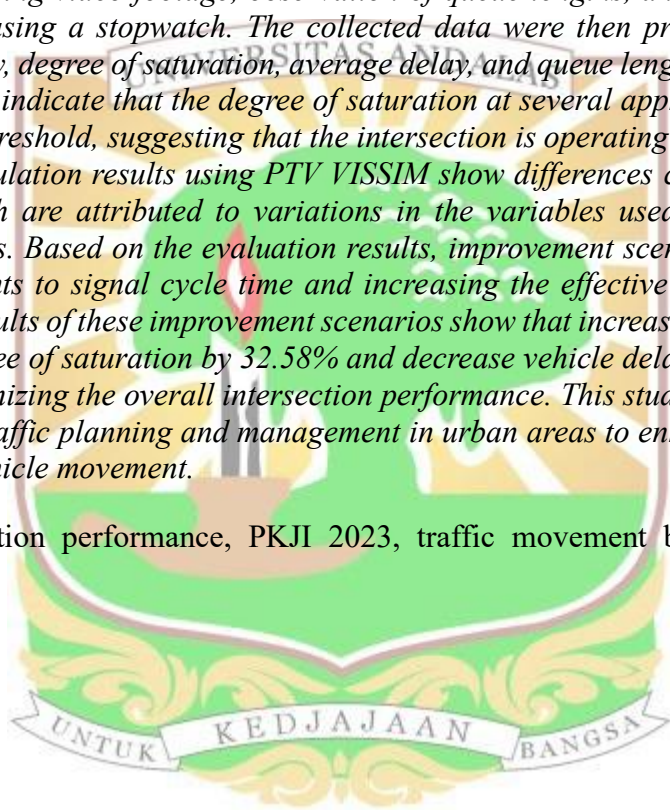 using a stopwatch. The collected data were then pr
, degree of saturation, average delay, and queue leng
UNIVERSITAS ANDALAS
indicate that the degree of saturation at several app
reshold, suggesting that the intersection is operating
ulation results using PTV VISSIM show differences c
h are attributed to variations in the variables used
s. Based on the evaluation results, improvement scen
nts to signal cycle time and increasing the effective
ults of these improvement scenarios show that increas
ee of saturation by 32.58% and decrease vehicle dela
nizing the overall intersection performance. This stud
affic planning and management in urban areas to en
hicle movement.
tion performance, PKJI 2023, traffic movement b
UNTUK KEDJAJAAN BANGSA